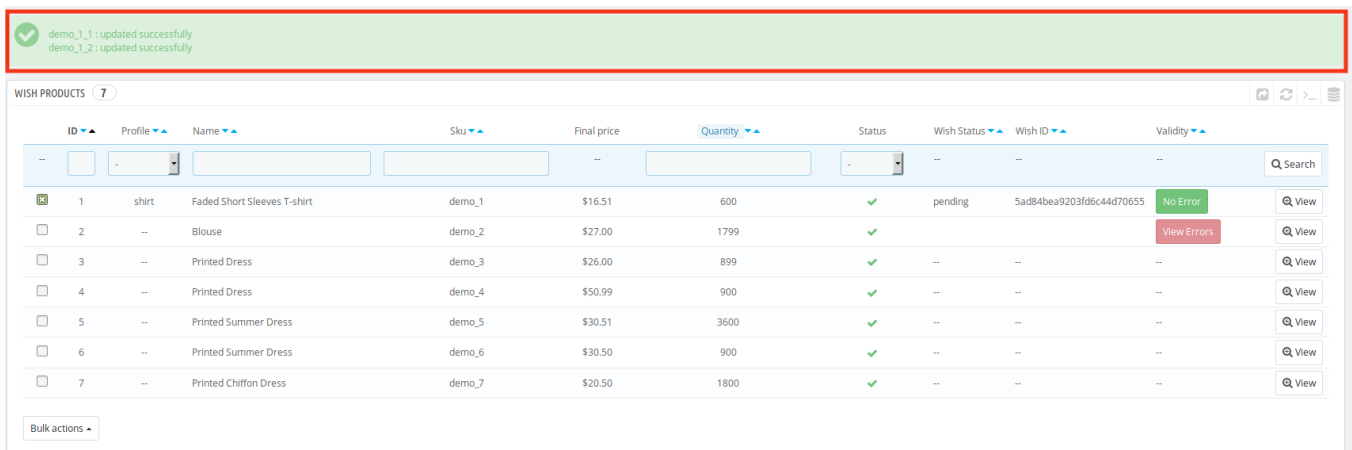 demo_1_1 : updated successfully
demo_1_2 : updated successfully
WISH PRODUCTS 7
ID Profile Name Sku Final price Quantity Status Wish Status Wish ID Validity
-- - -- - -- -- -- Search
1 shirt Faded Short Sleeves T-shirt demo_1 $16.51 600 pending 5ad84bea9203fd6c44d70655 No Error View
2 -- Blouse demo_2 $27.00 1799 View Errors View
3 -- Printed Dress demo_3 $26.00 899 -- -- -- View
4 -- Printed Dress demo_4 $50.99 900 -- -- -- View
5 -- Printed Summer Dress demo_5 $30.51 3600 -- -- -- View
6 -- Printed Summer Dress demo_6 $30.50 900 -- -- -- View
7 -- Printed Chiffon Dress demo_7 $20.50 1800 -- -- -- View
Bulk actions